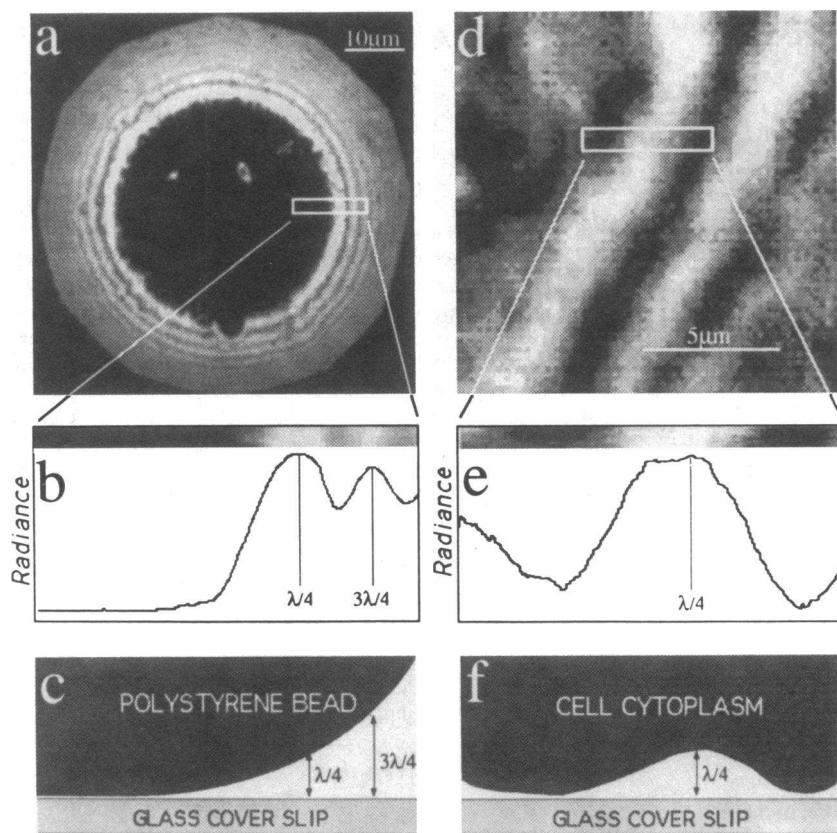 a
10µm
d
5µm
b
Radiance
λ/4
3λ/4
e
Radiance
λ/4
c
POLYSTYRENE BEAD
λ/4
3λ/4
GLASS COVER SLIP
f
CELL CYTOPLASM
λ/4
GLASS COVER SLIP